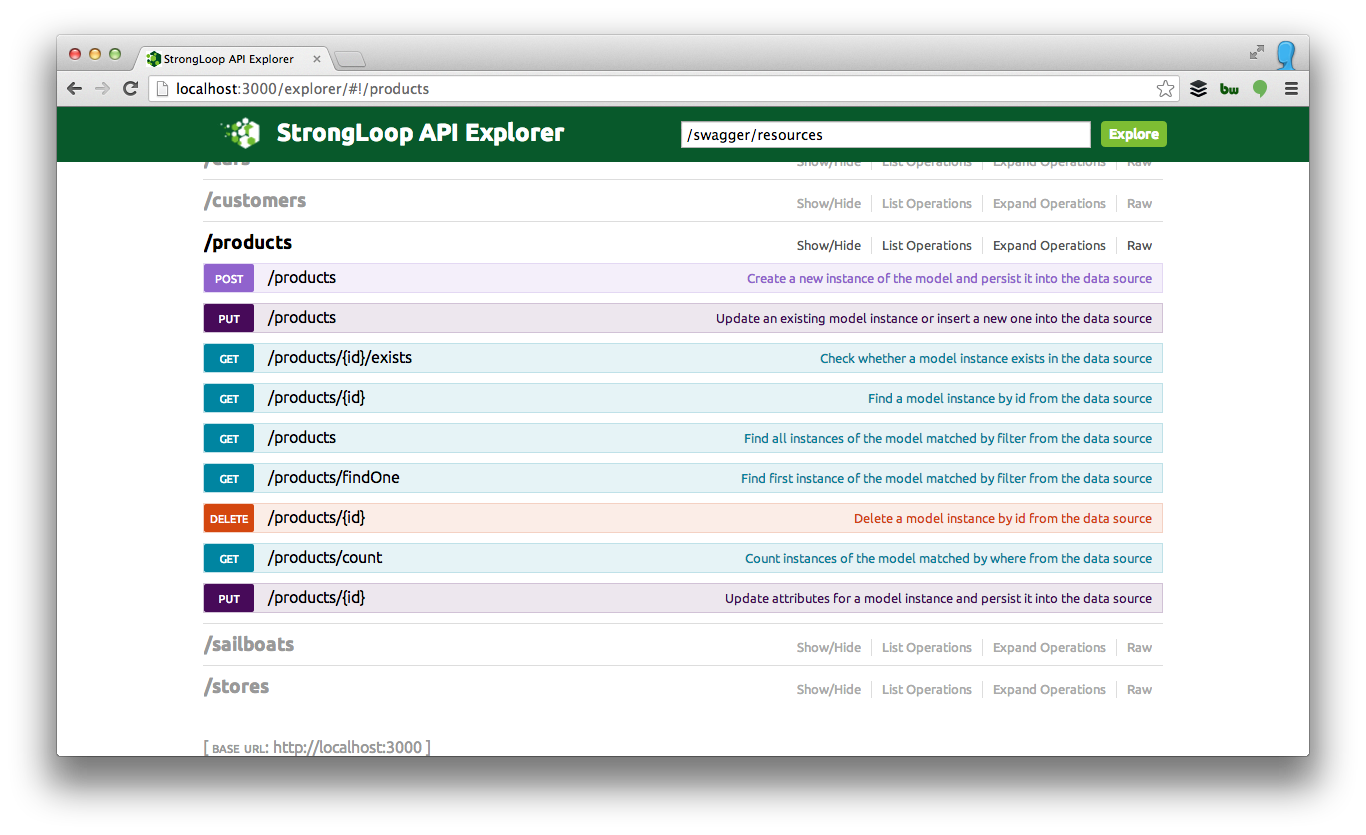 StrongLoop API Explorer
localhost:3000/explorer/#!/products
bw
StrongLoop API Explorer /swagger/resources Explore
/cars Show/Hide List Operations Expand Operations Raw
/customers Show/Hide List Operations Expand Operations Raw
/products Show/Hide List Operations Expand Operations Raw
POST /products Create a new instance of the model and persist it into the data source
PUT /products Update an existing model instance or insert a new one into the data source
GET /products/{id}/exists Check whether a model instance exists in the data source
GET /products/{id} Find a model instance by id from the data source
GET /products Find all instances of the model matched by filter from the data source
GET /products/findOne Find first instance of the model matched by filter from the data source
DELETE /products/{id} Delete a model instance by id from the data source
GET /products/count Count instances of the model matched by where from the data source
PUT /products/{id} Update attributes for a model instance and persist it into the data source
/sailboats Show/Hide List Operations Expand Operations Raw
/stores Show/Hide List Operations Expand Operations Raw
[ BASE URL: http://localhost:3000 ]